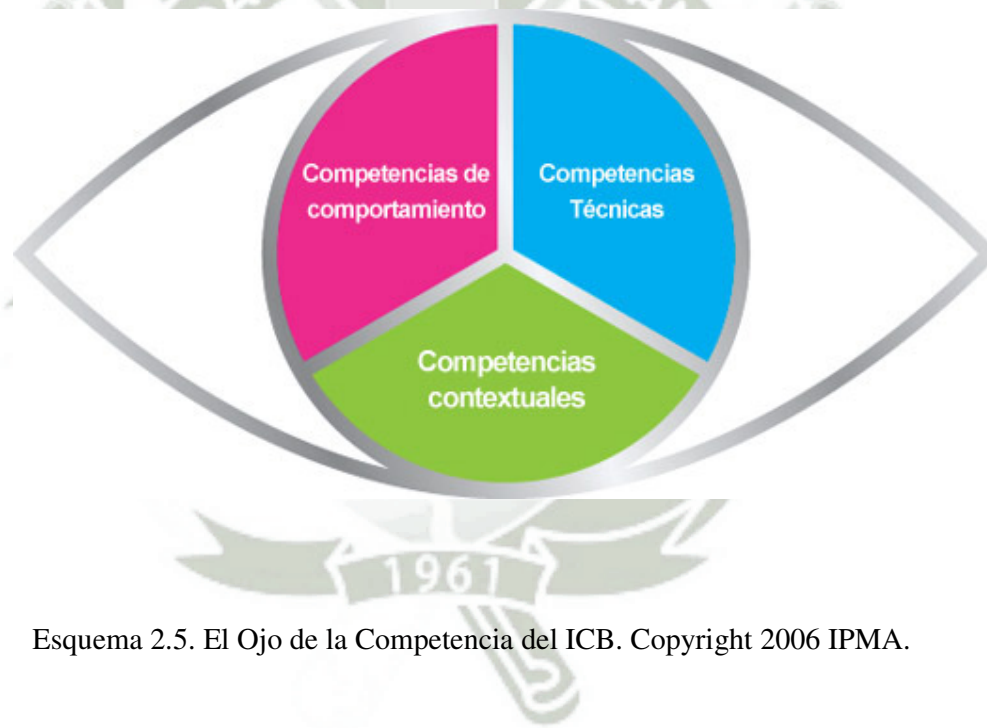 Competencias de
comportamiento
Competencias
Técnicas
Competencias
contextuales
1961
Esquema 2.5. El Ojo de la Competencia del ICB. Copyright 2006 IPMA.